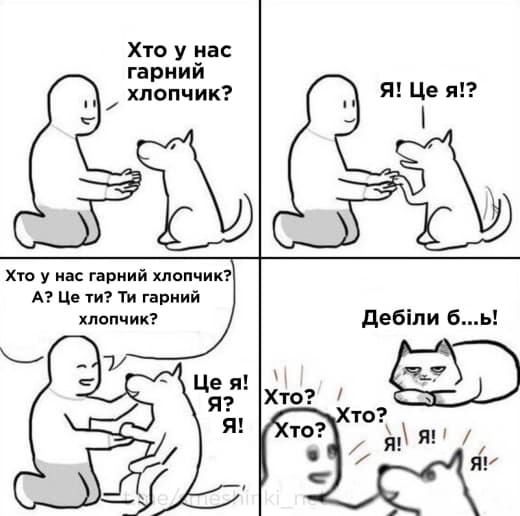 Хто у нас
гарний
хлопчик?
Я! Це я!?
Хто у нас гарний хлопчик?
А? Це ти? Ти гарний
хлопчик?
Це я!
Я?
Я!
Дебіли б...ь!
Хто?
Хто?
Хто?
Я!
Я!
Я!